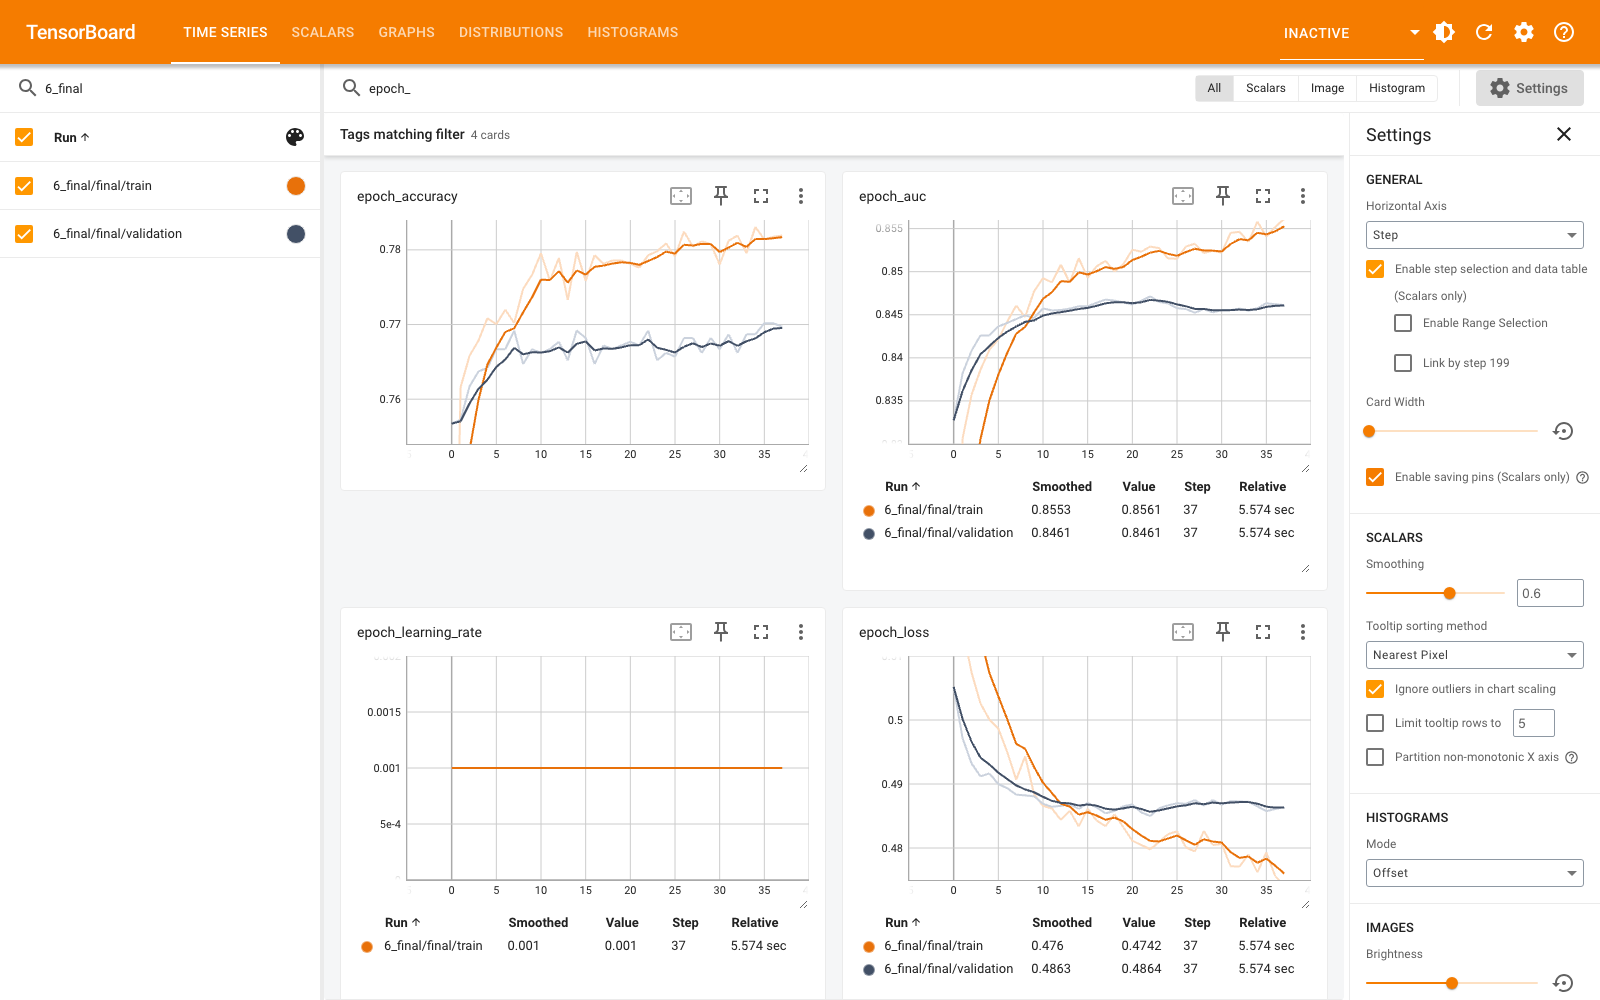 TensorBoard TIME SERIES SCALARS GRAPHS DISTRIBUTIONS HISTOGRAMS INACTIVE
6_final
epoch_
All Scalars Image Histogram
Settings
Run
6_final/final/train
6_final/final/validation
Tags matching filter 4 cards
epoch_accuracy
0.78
0.77
0.76
0 5 10 15 20 25 30 35
epoch_auc
0.855
0.85
0.845
0.84
0.835
0 5 10 15 20 25 30 35
Run Smoothed Value Step Relative
6_final/final/train 0.8553 0.8561 37 5.574 sec
6_final/final/validation 0.8461 0.8461 37 5.574 sec
epoch_learning_rate
0.0015
0.001
5e-4
0 5 10 15 20 25 30 35
Run Smoothed Value Step Relative
6_final/final/train 0.001 0.001 37 5.574 sec
epoch_loss
0.5
0.49
0.48
0 5 10 15 20 25 30 35
Run Smoothed Value Step Relative
6_final/final/train 0.476 0.4742 37 5.574 sec
6_final/final/validation 0.4863 0.4864 37 5.574 sec
Settings
GENERAL
Horizontal Axis
Step
Enable step selection and data table
(Scalars only)
Enable Range Selection
Link by step 199
Card Width
Enable saving pins (Scalars only)
SCALARS
Smoothing
0.6
Tooltip sorting method
Nearest Pixel
Ignore outliers in chart scaling
Limit tooltip rows to 5
Partition non-monotonic X axis
HISTOGRAMS
Mode
Offset
IMAGES
Brightness